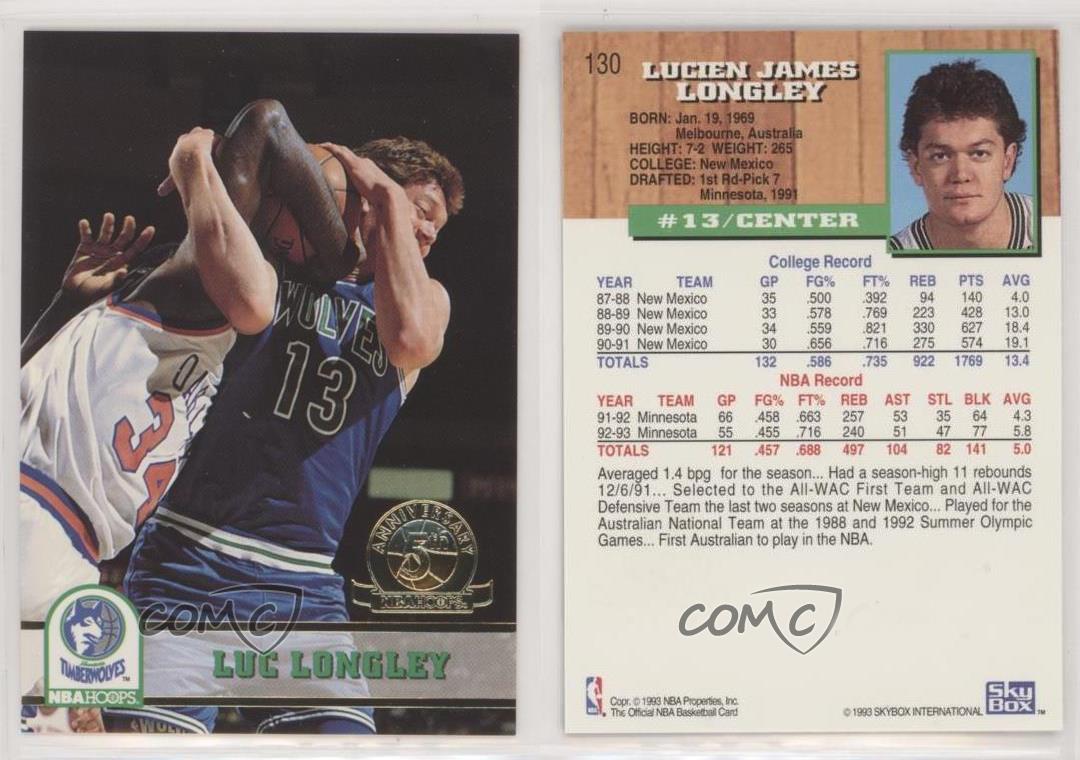 WOLVES
13
34
ANNIVERSARY
5th
NBA HOOPS
TIMBERWOLVES
NBA HOOPS
LUC LONGLEY
COMC
130
LUCIEN JAMES
LONGLEY
BORN: Jan. 19, 1969
Melbourne, Australia
HEIGHT: 7-2 WEIGHT: 265
COLLEGE: New Mexico
DRAFTED: 1st Rd-Pick 7
Minnesota, 1991
#13/CENTER
College Record
YEAR TEAM GP FG% FT% REB PTS AVG
87-88 New Mexico 35 .500 .392 94 140 4.0
88-89 New Mexico 33 .578 .769 223 428 13.0
89-90 New Mexico 34 .559 .821 330 627 18.4
90-91 New Mexico 30 .656 .716 275 574 19.1
TOTALS 132 .586 .735 922 1769 13.4
NBA Record
YEAR TEAM GP FG% FT% REB AST STL BLK AVG
91-92 Minnesota 66 .458 .663 257 53 35 64 4.3
92-93 Minnesota 55 .455 .716 240 51 47 77 5.8
TOTALS 121 .457 .688 497 104 82 141 5.0
Averaged 1.4 bpg for the season... Had a season-high 11 rebounds
12/6/91... Selected to the All-WAC First Team and All-WAC
Defensive Team the last two seasons at New Mexico... Played for the
Australian National Team at the 1988 and 1992 Summer Olympic
Games... First Australian to play in the NBA.
COMC
NBA
Copr. © 1993 NBA Properties, Inc.
The Official NBA Basketball Card
© 1993 SKYBOX INTERNATIONAL
Sky
Box
TM